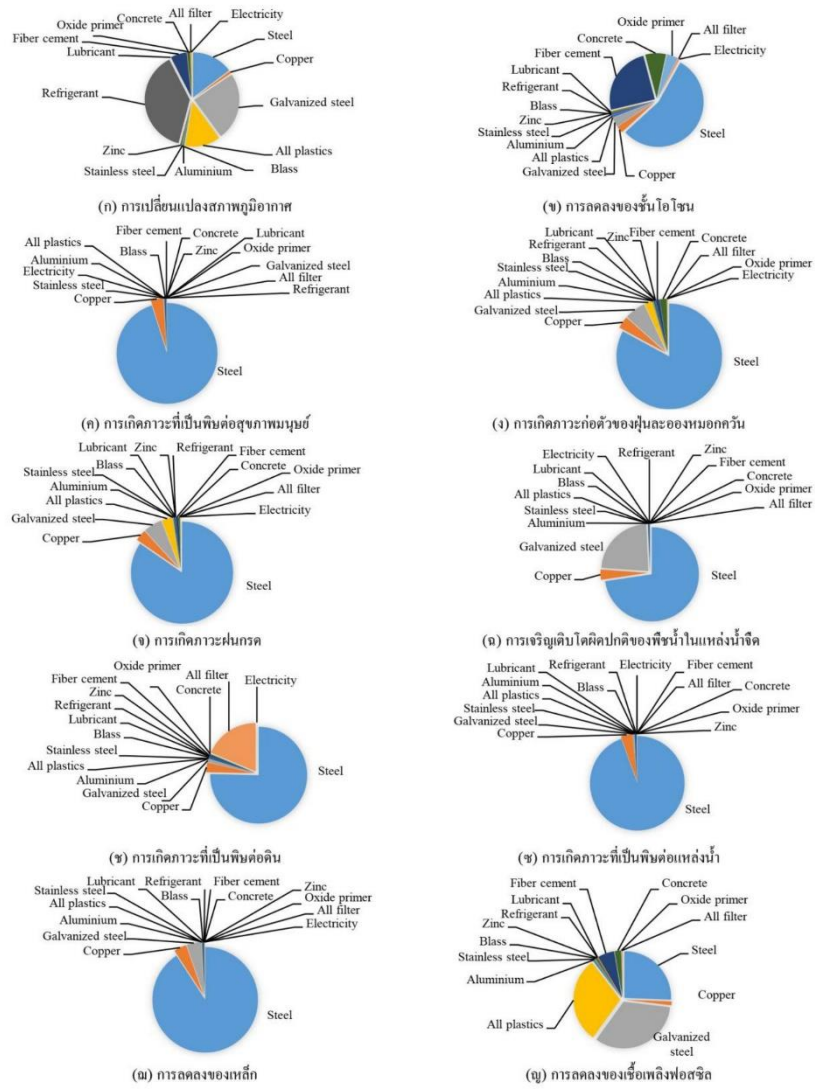 All filter
Electricity
Concrete
Oxide primer
Steel
Fiber cement
Lubricant
Copper
Refrigerant
Galvanized steel
Zinc
All plastics
Stainless steel
Aluminium
Blass
(ก) การเปลี่ยนแปลงสภาพภูมิอากาศ
Oxide primer
All filter
Concrete
Electricity
Fiber cement
Lubricant
Refrigerant
Blass
Zinc
Stainless steel
Aluminium
All plastics
Galvanized steel
Copper
Steel
(ข) การลดลงของชั้นโอโซน
Fiber cement
Concrete
Lubricant
All plastics
Blass
Zinc
Oxide primer
Aluminium
Galvanized steel
Electricity
All filter
Stainless steel
Refrigerant
Copper
Steel
(ค) การเกิดภาวะที่เป็นพิษต่อสุขภาพมนุษย์
Lubricant
Zinc
Fiber cement
Concrete
Refrigerant
All filter
Blass
Oxide primer
Stainless steel
Electricity
Aluminium
All plastics
Galvanized steel
Copper
Steel
(ง) การเกิดภาวะก่อตัวของฝุ่นละอองหมอกควัน
Lubricant
Zinc
Refrigerant
Fiber cement
Blass
Concrete
Stainless steel
Oxide primer
Aluminium
All filter
All plastics
Electricity
Galvanized steel
Copper
Steel
(จ) การเกิดภาวะฝนกรด
Electricity
Refrigerant
Zinc
Lubricant
Fiber cement
Blass
Concrete
All plastics
Oxide primer
Stainless steel
All filter
Aluminium
Galvanized steel
Copper
Steel
(ฉ) การเจริญเติบโตผิดปกติของพืชน้ำในแหล่งน้ำจืด
Oxide primer
All filter
Electricity
Fiber cement
Concrete
Zinc
Refrigerant
Lubricant
Blass
Stainless steel
All plastics
Aluminium
Galvanized steel
Copper
Steel
(ช) การเกิดภาวะที่เป็นพิษต่อดิน
Lubricant
Refrigerant
Electricity
Fiber cement
Aluminium
Blass
All filter
Concrete
All plastics
Stainless steel
Oxide primer
Galvanized steel
Zinc
Copper
Steel
(ซ) การเกิดภาวะที่เป็นพิษต่อแหล่งน้ำ
Lubricant
Refrigerant
Fiber cement
Zinc
Stainless steel
Blass
Concrete
Oxide primer
All plastics
All filter
Aluminium
Electricity
Galvanized steel
Copper
Steel
(ฌ) การลดลงของเหล็ก
Fiber cement
Concrete
Lubricant
Oxide primer
Refrigerant
All filter
Zinc
Blass
Steel
Stainless steel
Aluminium
Copper
All plastics
Galvanized
steel
(ญ) การลดลงของเชื้อเพลิงฟอสซิล